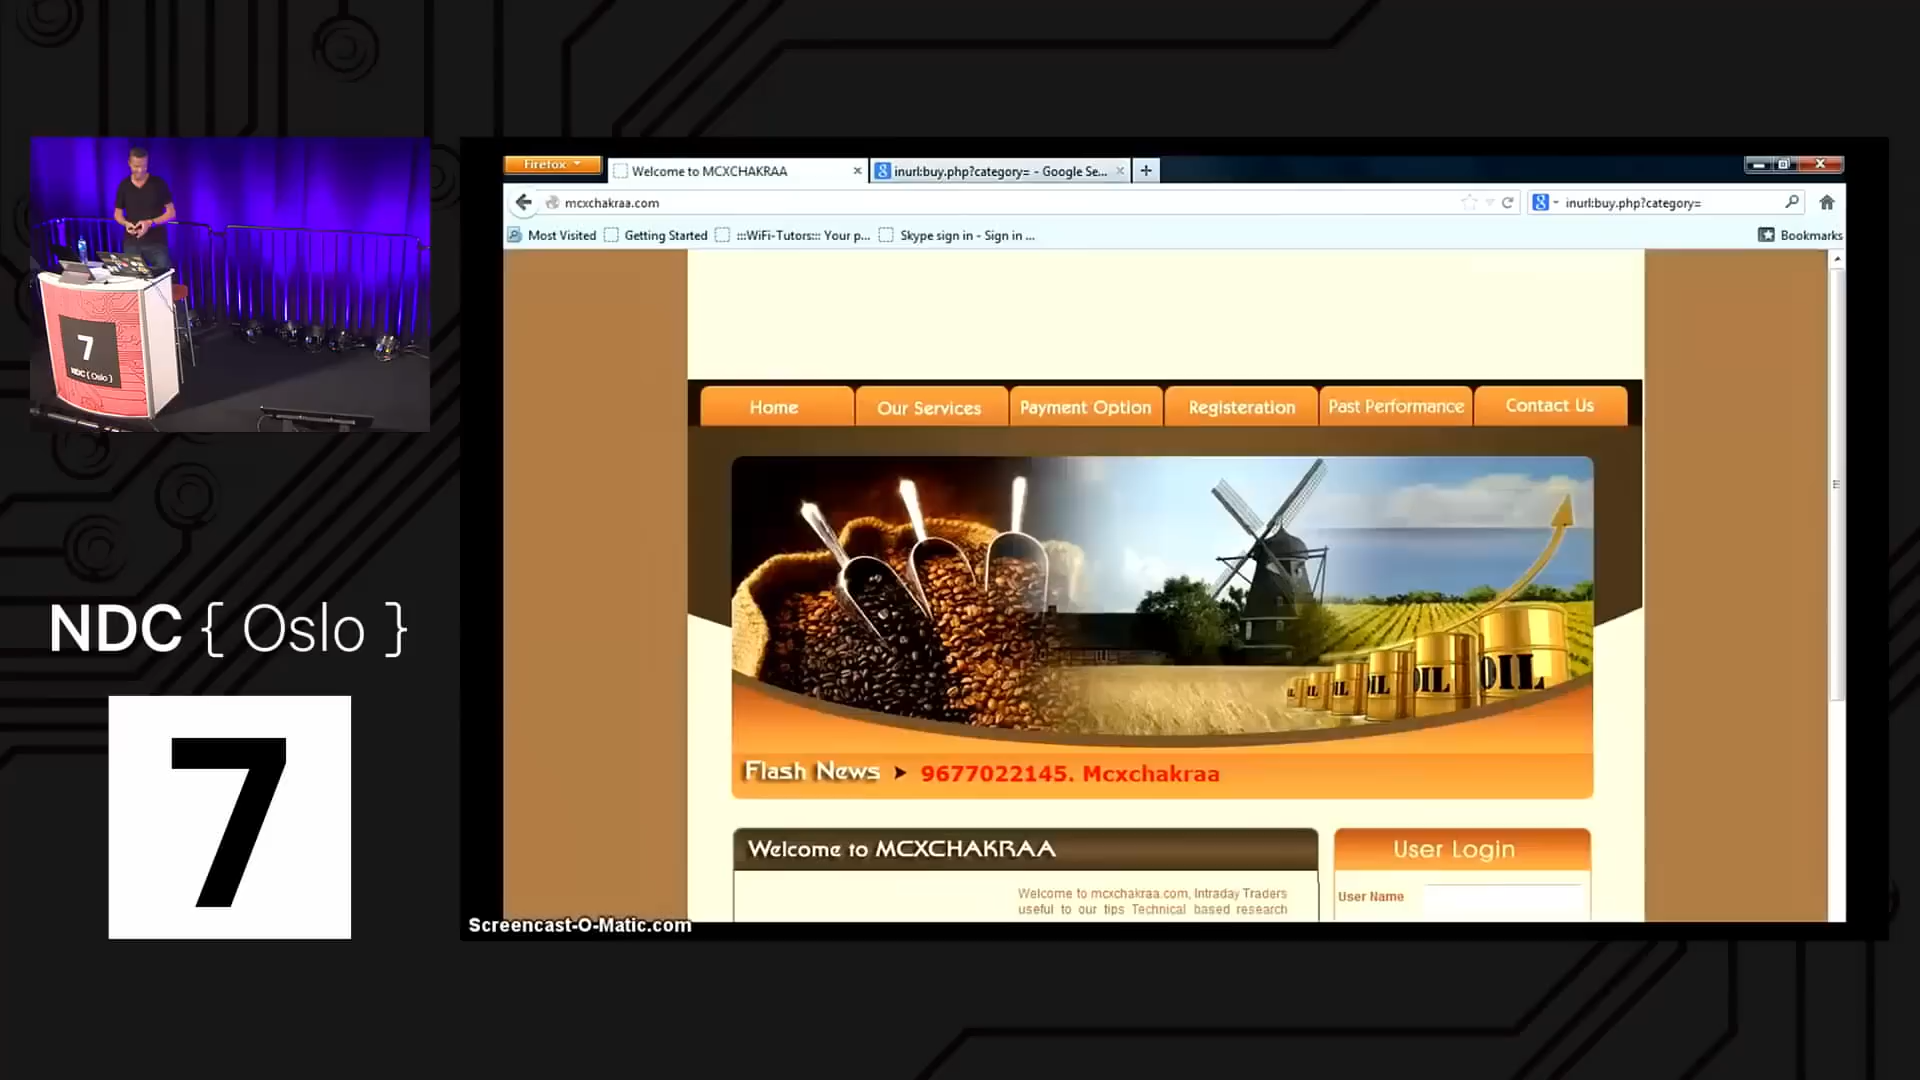 Firefox
Welcome to MCXCHAKRAA
inurl:buy.php?category= - Google Se...
mcxchakraa.com
inurl:buy.php?category=
Most Visited
Getting Started
:::WiFi-Tutors::: Your p...
Skype sign in - Sign in ...
Bookmarks
Home
Our Services
Payment Option
Registeration
Past Performance
Contact Us
OIL
OIL
OIL
Flash News
9677022145. Mcxchakraa
Welcome to MCXCHAKRAA
User Login
Welcome to mcxchakraa.com, Intraday Traders
useful to our tips Technical based research
User Name
Screencast-O-Matic.com
7
NDC { Oslo }
NDC { Oslo }
7